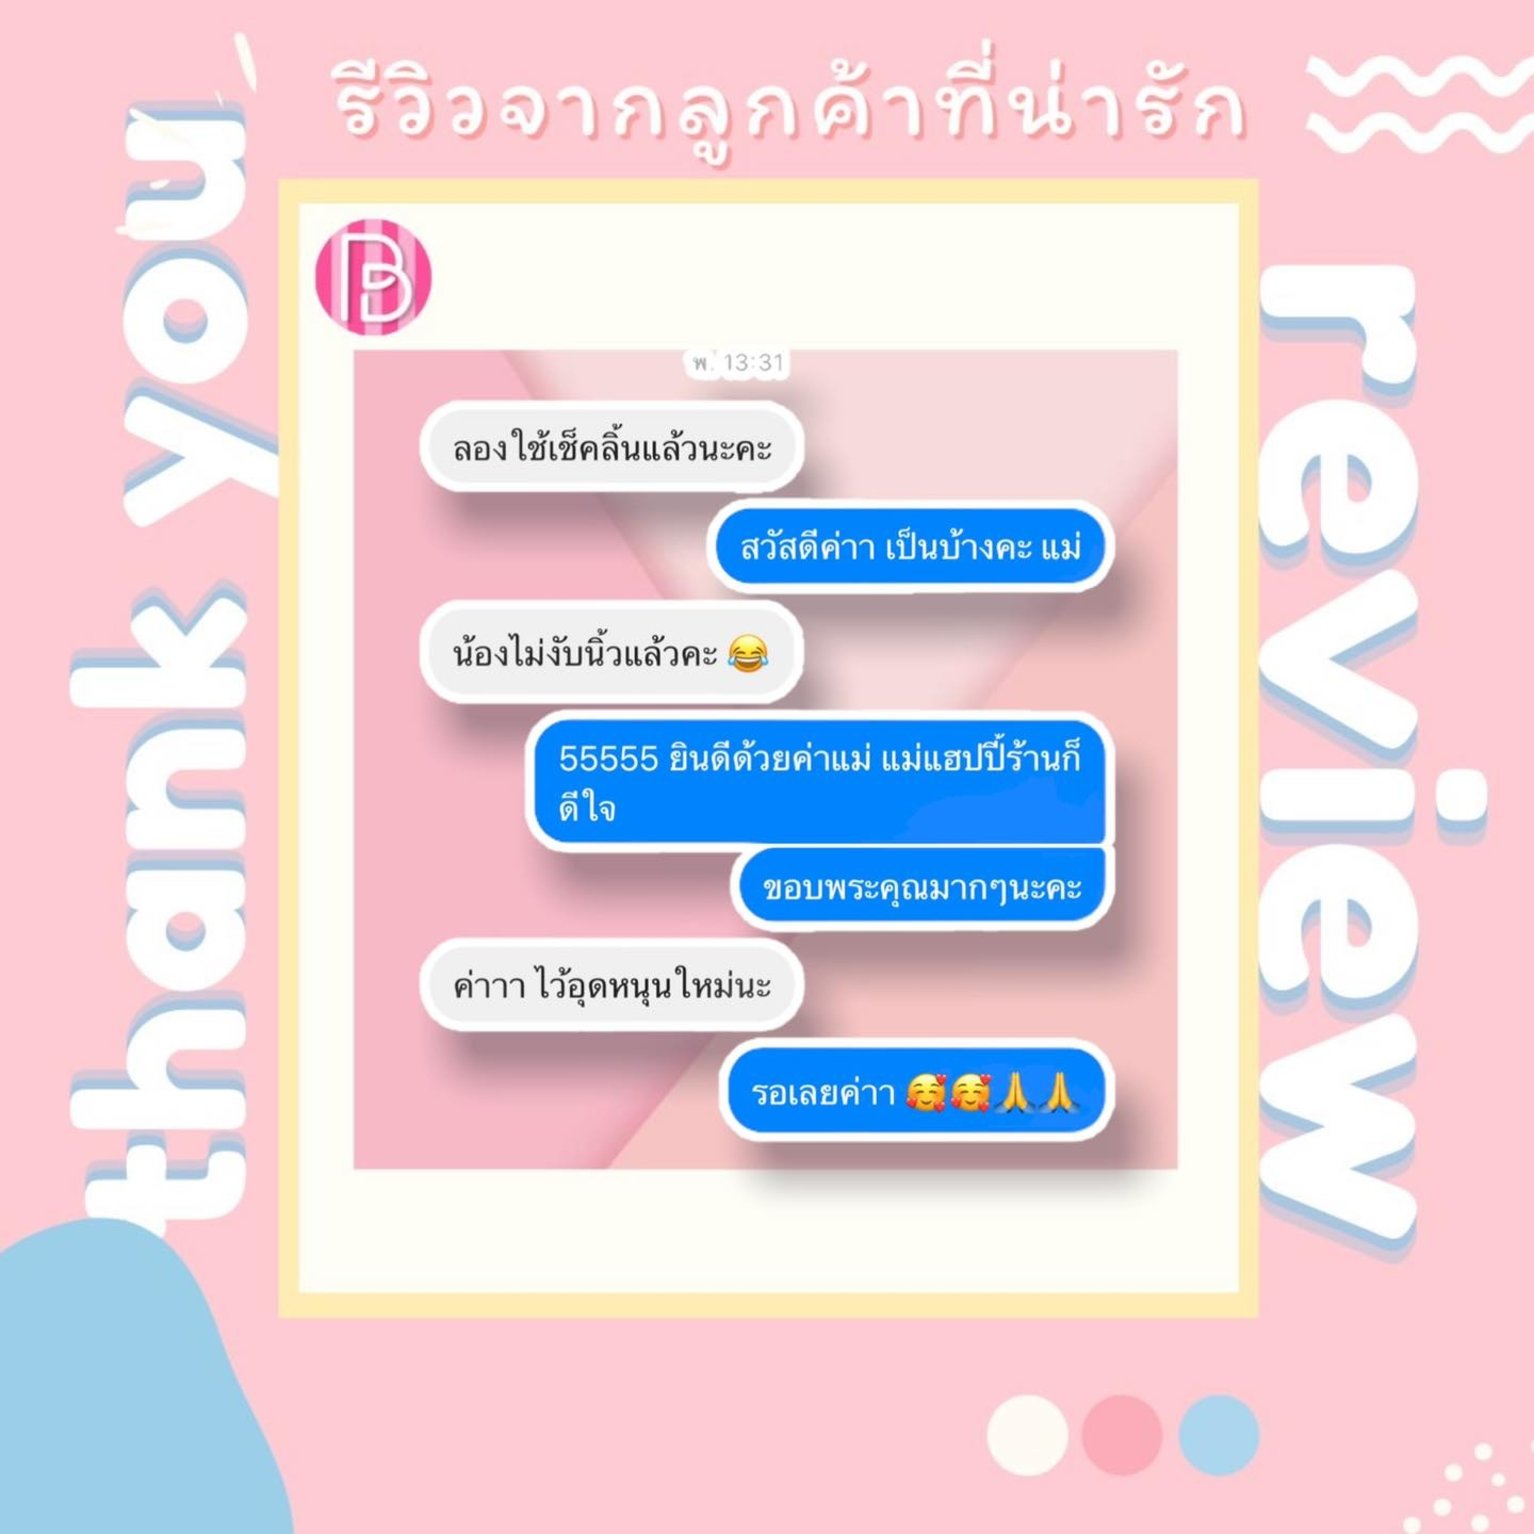 รีวิวจากลูกค้าที่น่ารัก
thank you
review
B
พ. 13:31
ลองใช้เช็คลิ้นแล้วนะคะ
สวัสดีค่าา เป็นบ้างคะ แม่
น้องไม่งับนิ้วแล้วคะ 😂
55555 ยินดีด้วยค่าแม่ แม่แฮปปี้ร้านก็
ดีใจ
ขอบพระคุณมากๆนะคะ
ค่าาา ไว้อุดหนุนใหม่นะ
รอเลยค่าา 🥰🥰🙏🙏